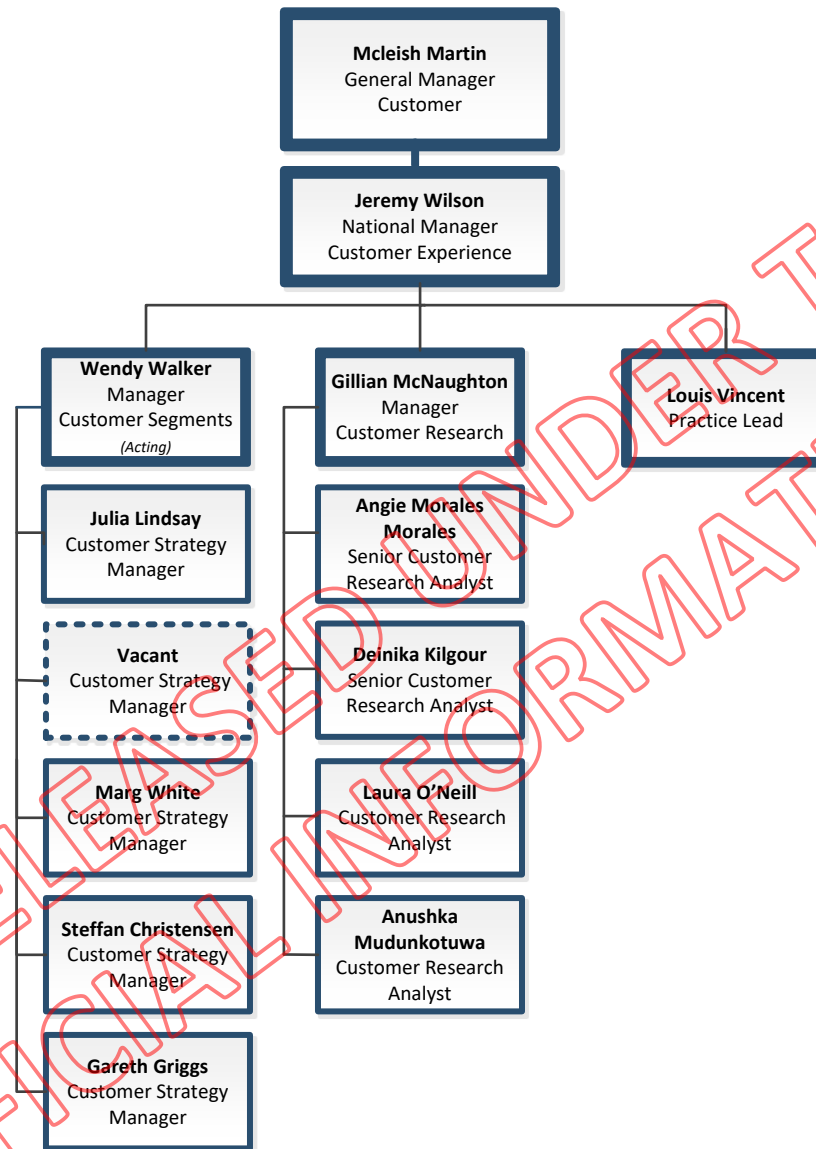 Mcleish Martin
General Manager
Customer
Jeremy Wilson
National Manager
Customer Experience
Wendy Walker
Manager
Customer Segments
(Acting)
Gillian McNaughton
Manager
Customer Research
Louis Vincent
Practice Lead
Julia Lindsay
Customer Strategy
Manager
Angie Morales
Morales
Senior Customer
Research Analyst
Vacant
Customer Strategy
Manager
Deinika Kilgour
Senior Customer
Research Analyst
Marg White
Customer Strategy
Manager
Laura O’Neill
Customer Research
Analyst
Steffan Christensen
Customer Strategy
Manager
Anushka
Mudunkotuwa
Customer Research
Analyst
Gareth Griggs
Customer Strategy
Manager
UNDER